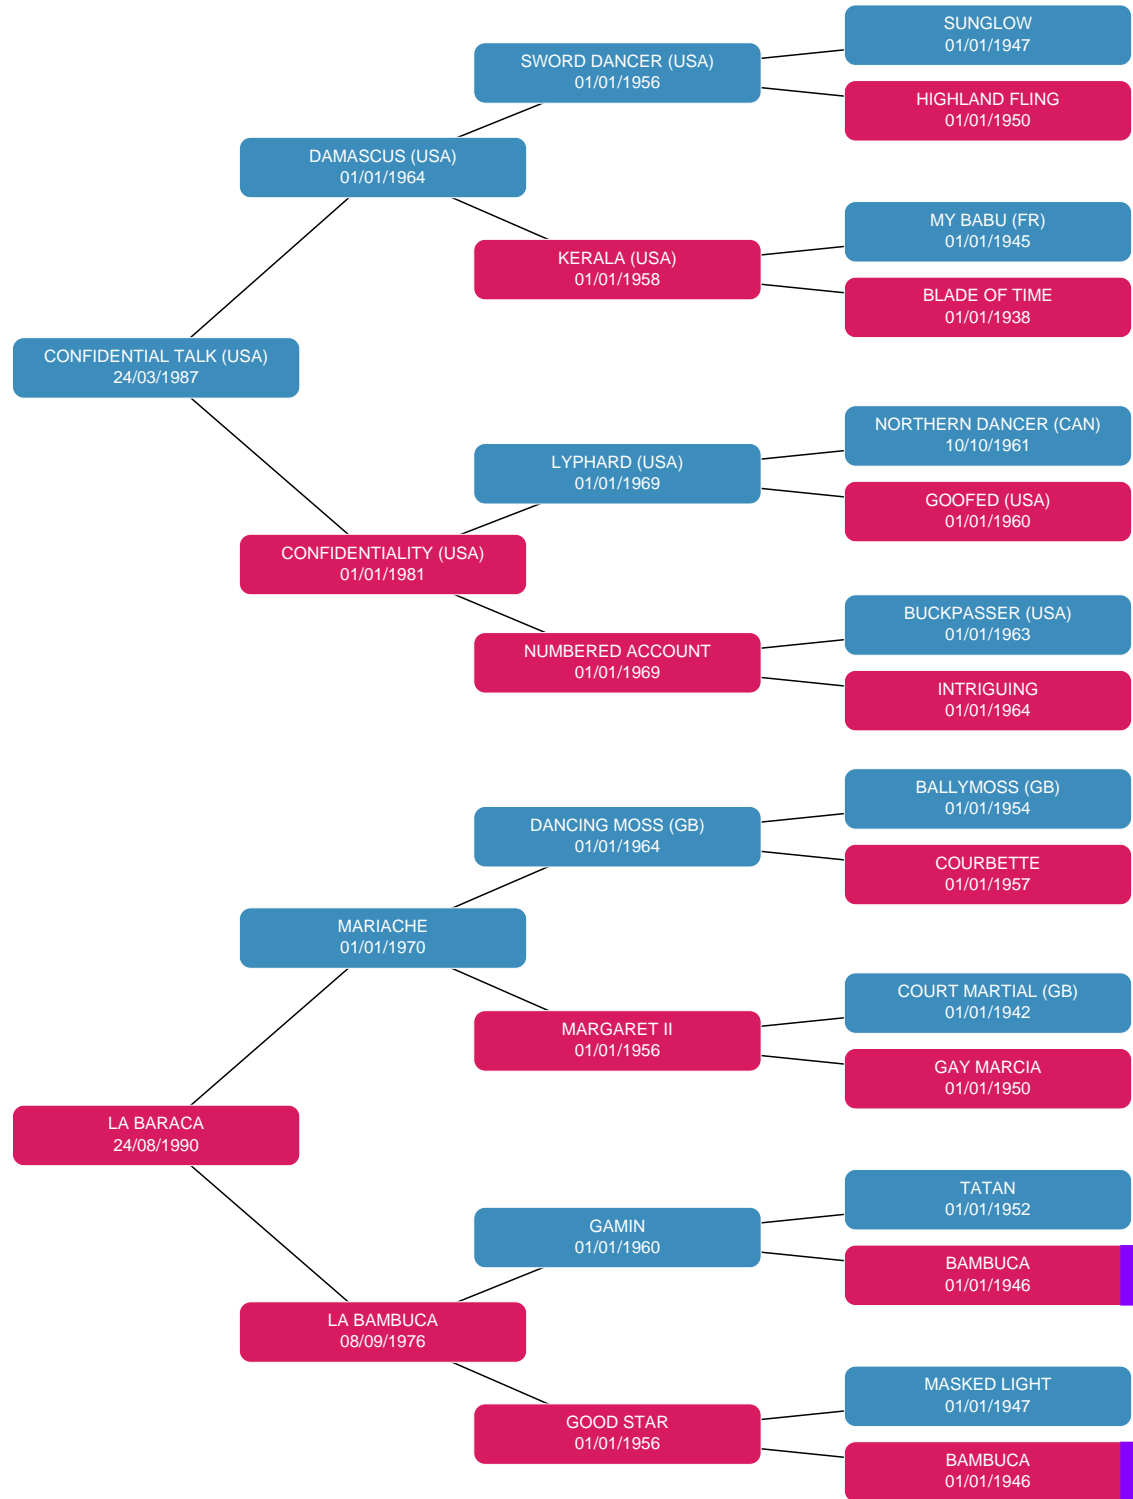 SUNGLOW
01/01/1947
SWORD DANCER (USA)
01/01/1956
HIGHLAND FLING
01/01/1950
DAMASCUS (USA)
01/01/1964
MY BABU (FR)
01/01/1945
KERALA (USA)
01/01/1958
BLADE OF TIME
01/01/1938
CONFIDENTIAL TALK (USA)
24/03/1987
NORTHERN DANCER (CAN)
10/10/1961
LYPHARD (USA)
01/01/1969
GOOFED (USA)
01/01/1960
CONFIDENTIALITY (USA)
01/01/1981
BUCKPASSER (USA)
01/01/1963
NUMBERED ACCOUNT
01/01/1969
INTRIGUING
01/01/1964
BALLYMOSS (GB)
01/01/1954
DANCING MOSS (GB)
01/01/1964
COURBETTE
01/01/1957
MARIACHE
01/01/1970
COURT MARTIAL (GB)
01/01/1942
MARGARET II
01/01/1956
GAY MARCIA
01/01/1950
LA BARACA
24/08/1990
TATAN
01/01/1952
GAMIN
01/01/1960
BAMBUCA
01/01/1946
LA BAMBUCA
08/09/1976
MASKED LIGHT
01/01/1947
GOOD STAR
01/01/1956
BAMBUCA
01/01/1946